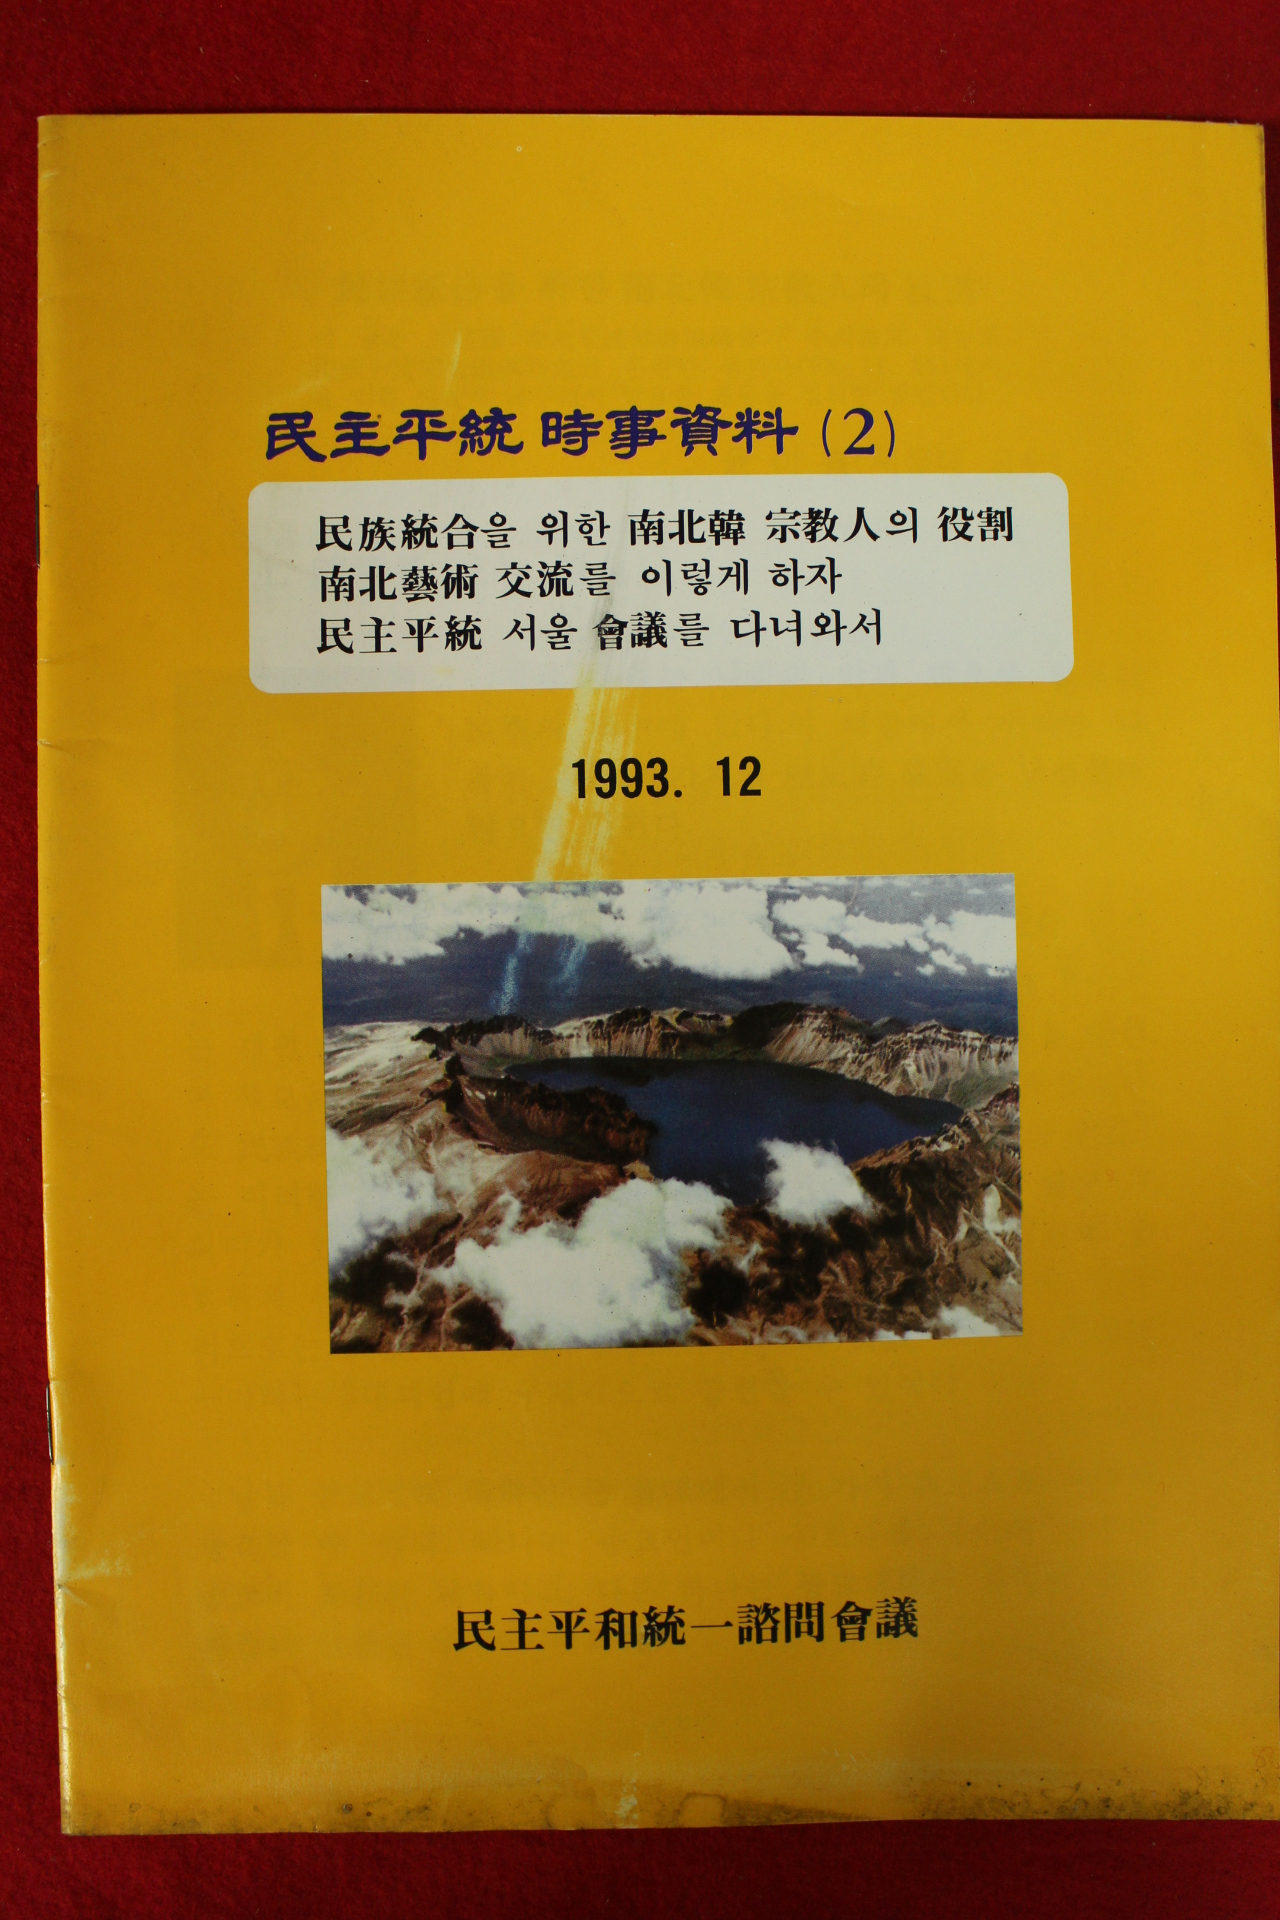 民主平統 時事資料 (2)
民族統合을 위한 南北韓 宗敎人의 役割
南北藝術 交流를 이렇게 하자
民主平統 서울 會議를 다녀와서
1993. 12
民主平和統一諮問會議